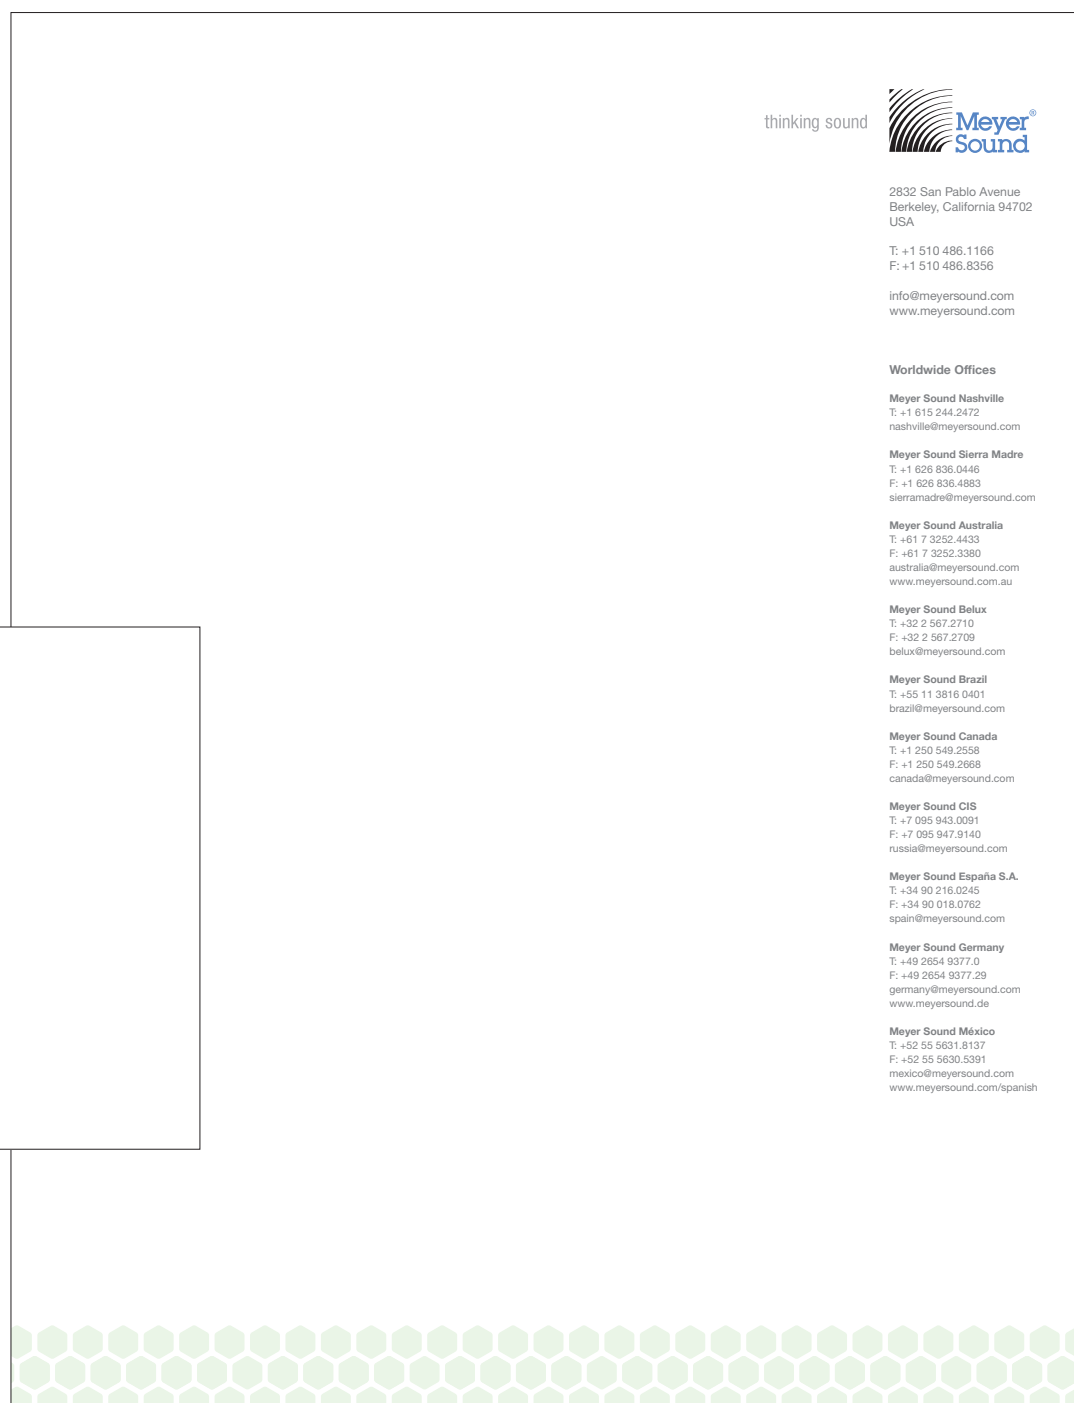 thinking sound
Meyer®
Sound
2832 San Pablo Avenue
Berkeley, California 94702
USA
T: +1 510 486.1166
F: +1 510 486.8356
info@meyersound.com
www.meyersound.com
Worldwide Offices
Meyer Sound Nashville
T: +1 615 244.2472
nashville@meyersound.com
Meyer Sound Sierra Madre
T: +1 626 836.0446
F: +1 626 836.4883
sierramadre@meyersound.com
Meyer Sound Australia
T: +61 7 3252.4433
F: +61 7 3252.3380
australia@meyersound.com
www.meyersound.com.au
Meyer Sound Belux
T: +32 2 567.2710
F: +32 2 567.2709
belux@meyersound.com
Meyer Sound Brazil
T: +55 11 3816 0401
brazil@meyersound.com
Meyer Sound Canada
T: +1 250 549.2558
F: +1 250 549.2668
canada@meyersound.com
Meyer Sound CIS
T: +7 095 943.0091
F: +7 095 947.9140
russia@meyersound.com
Meyer Sound España S.A.
T: +34 90 216.0245
F: +34 90 018.0762
spain@meyersound.com
Meyer Sound Germany
T: +49 2654 9377.0
F: +49 2654 9377.29
germany@meyersound.com
www.meyersound.de
Meyer Sound México
T: +52 55 5631.8137
F: +52 55 5630.5391
mexico@meyersound.com
www.meyersound.com/spanish